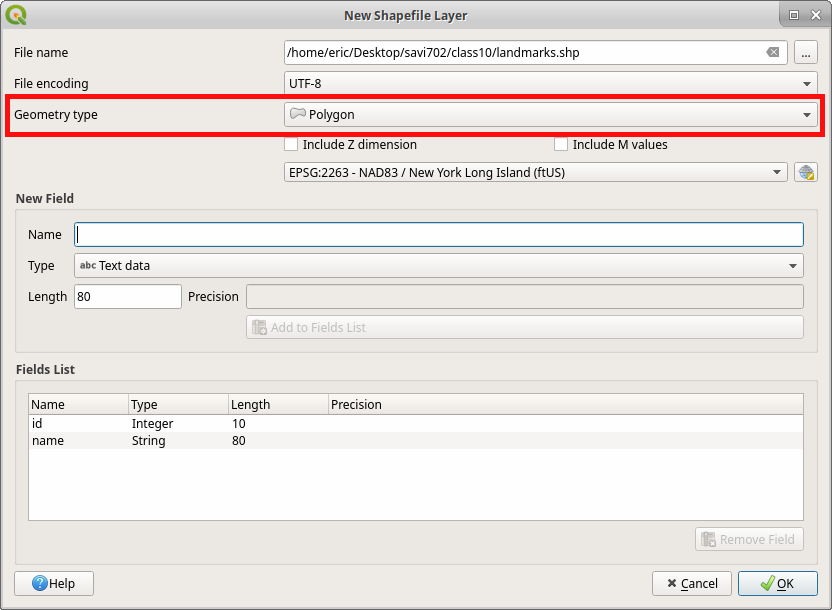 New Shapefile Layer
File name /home/eric/Desktop/savi702/class10/landmarks.shp ...
File encoding UTF-8
Geometry type Polygon
Include Z dimension Include M values
EPSG:2263 - NAD83 / New York Long Island (ftUS)
New Field
Name
Type abc Text data
Length 80 Precision
Add to Fields List
Fields List
Name Type Length Precision
id Integer 10
name String 80
Remove Field
Help Cancel OK